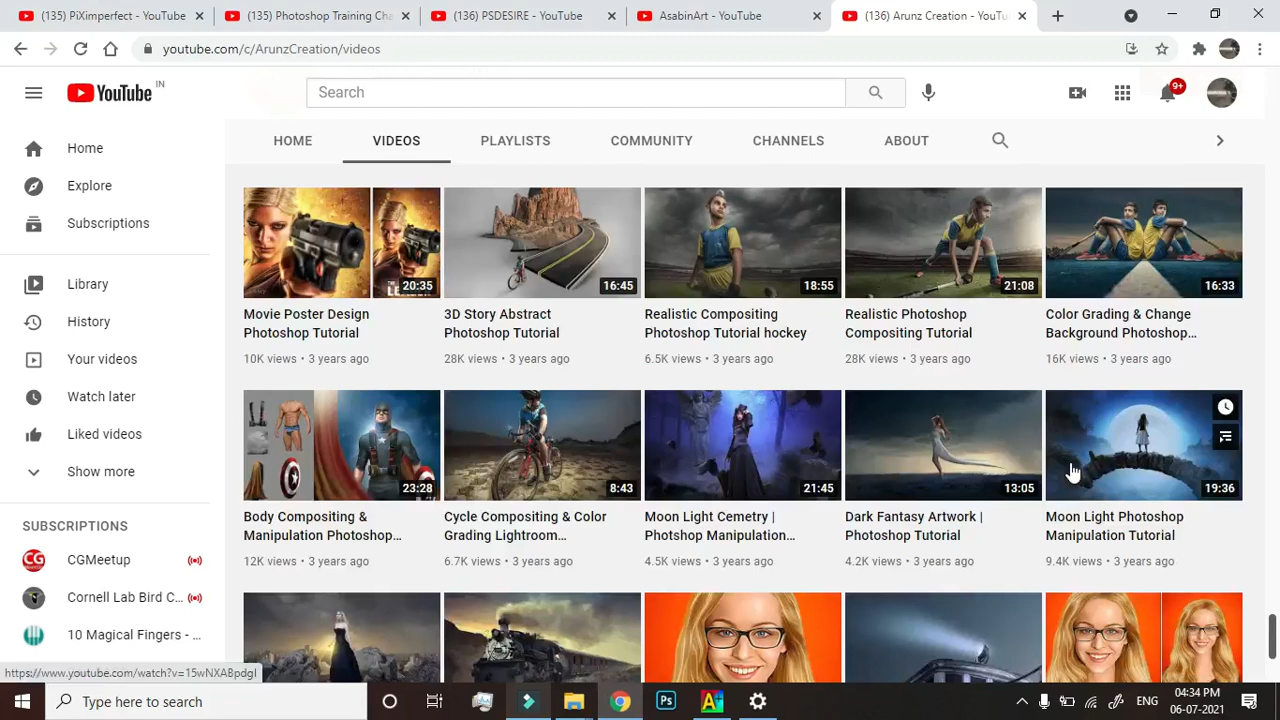 (135) PiXimperfect - YouTube
(135) Photoshop Training Cha
(136) PSDESIRE - YouTube
AsabinArt - YouTube
(136) Arunz Creation - YouTu
youtube.com/c/ArunzCreation/videos
YouTube IN
Search
9+
HOME VIDEOS PLAYLISTS COMMUNITY CHANNELS ABOUT
Home
Explore
Subscriptions
Library
History
Your videos
Watch later
Liked videos
Show more
SUBSCRIPTIONS
CGMeetup
Cornell Lab Bird C...
10 Magical Fingers - ...
20:35
16:45
18:55
21:08
16:33
Movie Poster Design
Photoshop Tutorial
10K views • 3 years ago
3D Story Abstract
Photoshop Tutorial
28K views • 3 years ago
Realistic Compositing
Photoshop Tutorial hockey
6.5K views • 3 years ago
Realistic Photoshop
Compositing Tutorial
28K views • 3 years ago
Color Grading & Change
Background Photoshop...
16K views • 3 years ago
23:28
8:43
21:45
13:05
19:36
Body Compositing &
Manipulation Photoshop...
12K views • 3 years ago
Cycle Compositing & Color
Grading Lightroom...
6.7K views • 3 years ago
Moon Light Cemetry |
Photshop Manipulation...
4.5K views • 3 years ago
Dark Fantasy Artwork |
Photoshop Tutorial
4.2K views • 3 years ago
Moon Light Photoshop
Manipulation Tutorial
9.4K views • 3 years ago
https://www.youtube.com/watch?v=15wNXABpdgI
Type here to search
Ps
ENG
04:34 PM
06-07-2021